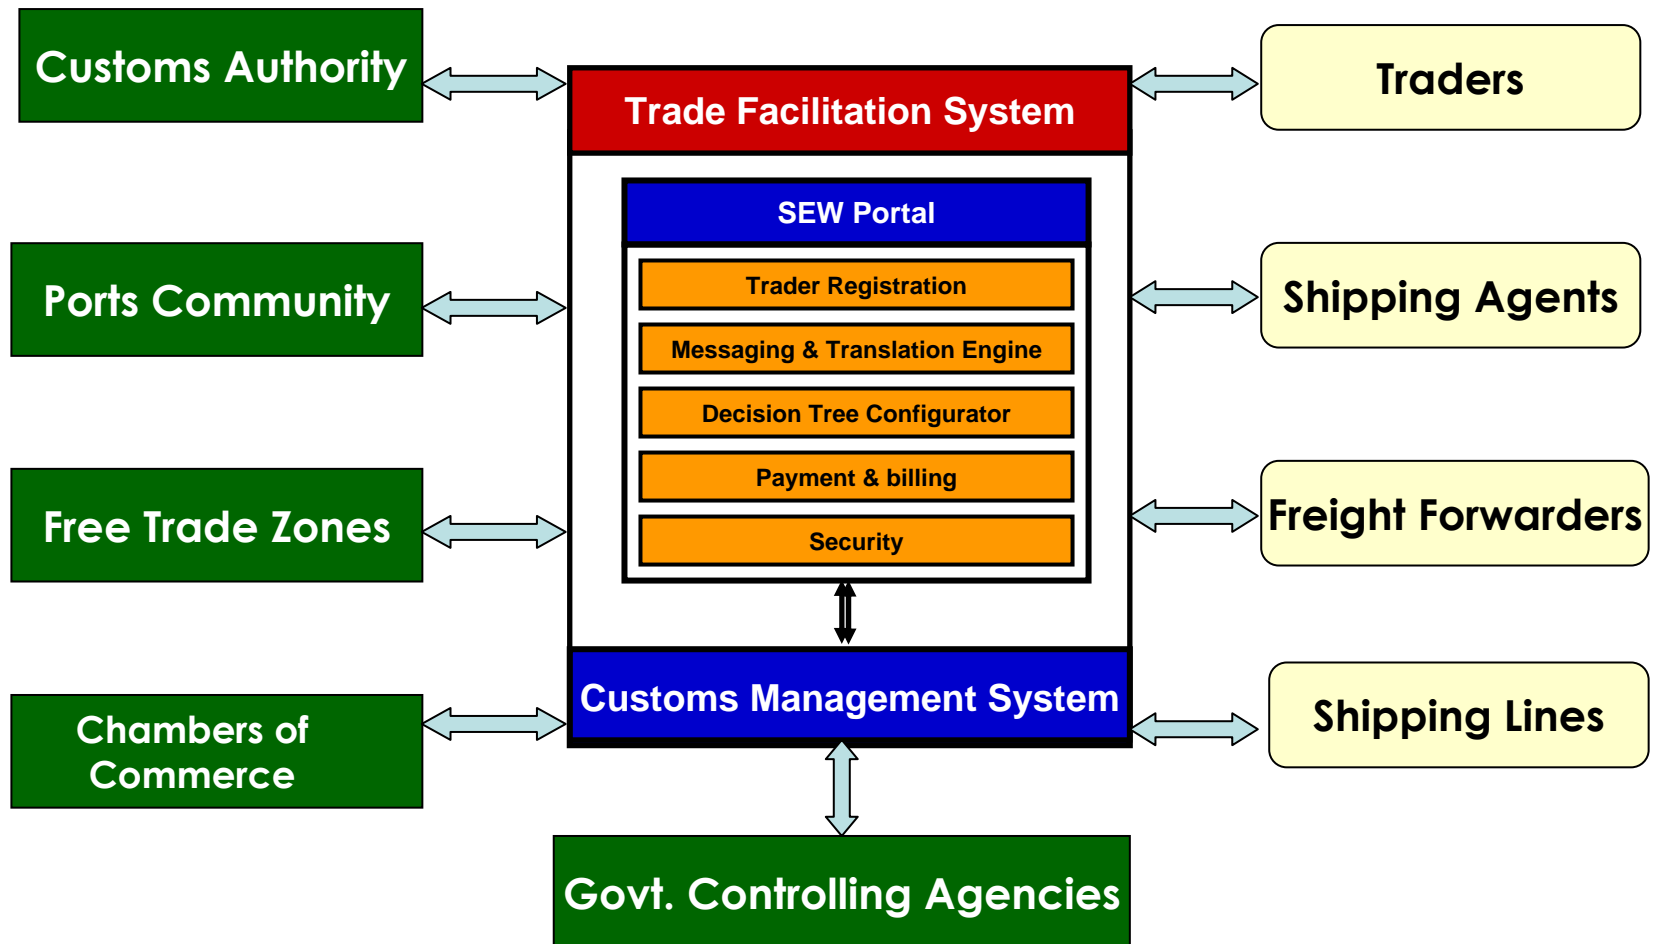 Customs Authority
Trade Facilitation System
Traders
SEW Portal
Ports Community
Trader Registration
Shipping Agents
Messaging & Translation Engine
Decision Tree Configurator
Payment & billing
Free Trade Zones
Security
Freight Forwarders
Customs Management System
Chambers of
Commerce
Shipping Lines
Govt. Controlling Agencies